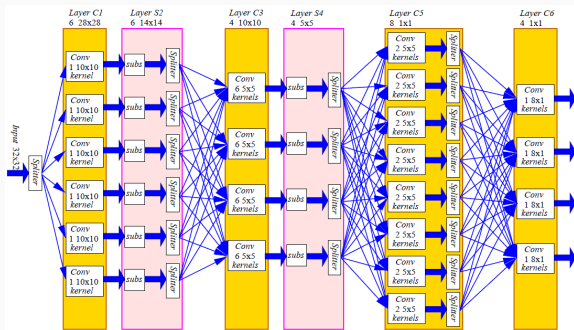 Layer C1
6 28x28
Layer S2
6 14x14
Layer C3
4 10x10
Layer S4
4 5x5
Layer C5
8 1x1
Layer C6
4 1x1
Input 32x32
Splitter
Conv
1 10x10
kernel
Conv
1 10x10
kernel
Conv
1 10x10
kernel
Conv
1 10x10
kernel
Conv
1 10x10
kernel
Conv
1 10x10
kernel
subs
Splitter
subs
Splitter
subs
Splitter
subs
Splitter
subs
Splitter
subs
Splitter
Conv
6 5x5
kernels
Conv
6 5x5
kernels
Conv
6 5x5
kernels
Conv
6 5x5
kernels
subs
Splitter
subs
Splitter
subs
Splitter
subs
Splitter
Conv
2 5x5
kernels
Splitter
Conv
2 5x5
kernels
Splitter
Conv
2 5x5
kernels
Splitter
Conv
2 5x5
kernels
Splitter
Conv
2 5x5
kernels
Splitter
Conv
2 5x5
kernels
Splitter
Conv
2 5x5
kernels
Splitter
Conv
2 5x5
kernels
Splitter
Conv
1 8x1
kernels
Conv
1 8x1
kernels
Conv
1 8x1
kernels
Conv
1 8x1
kernels